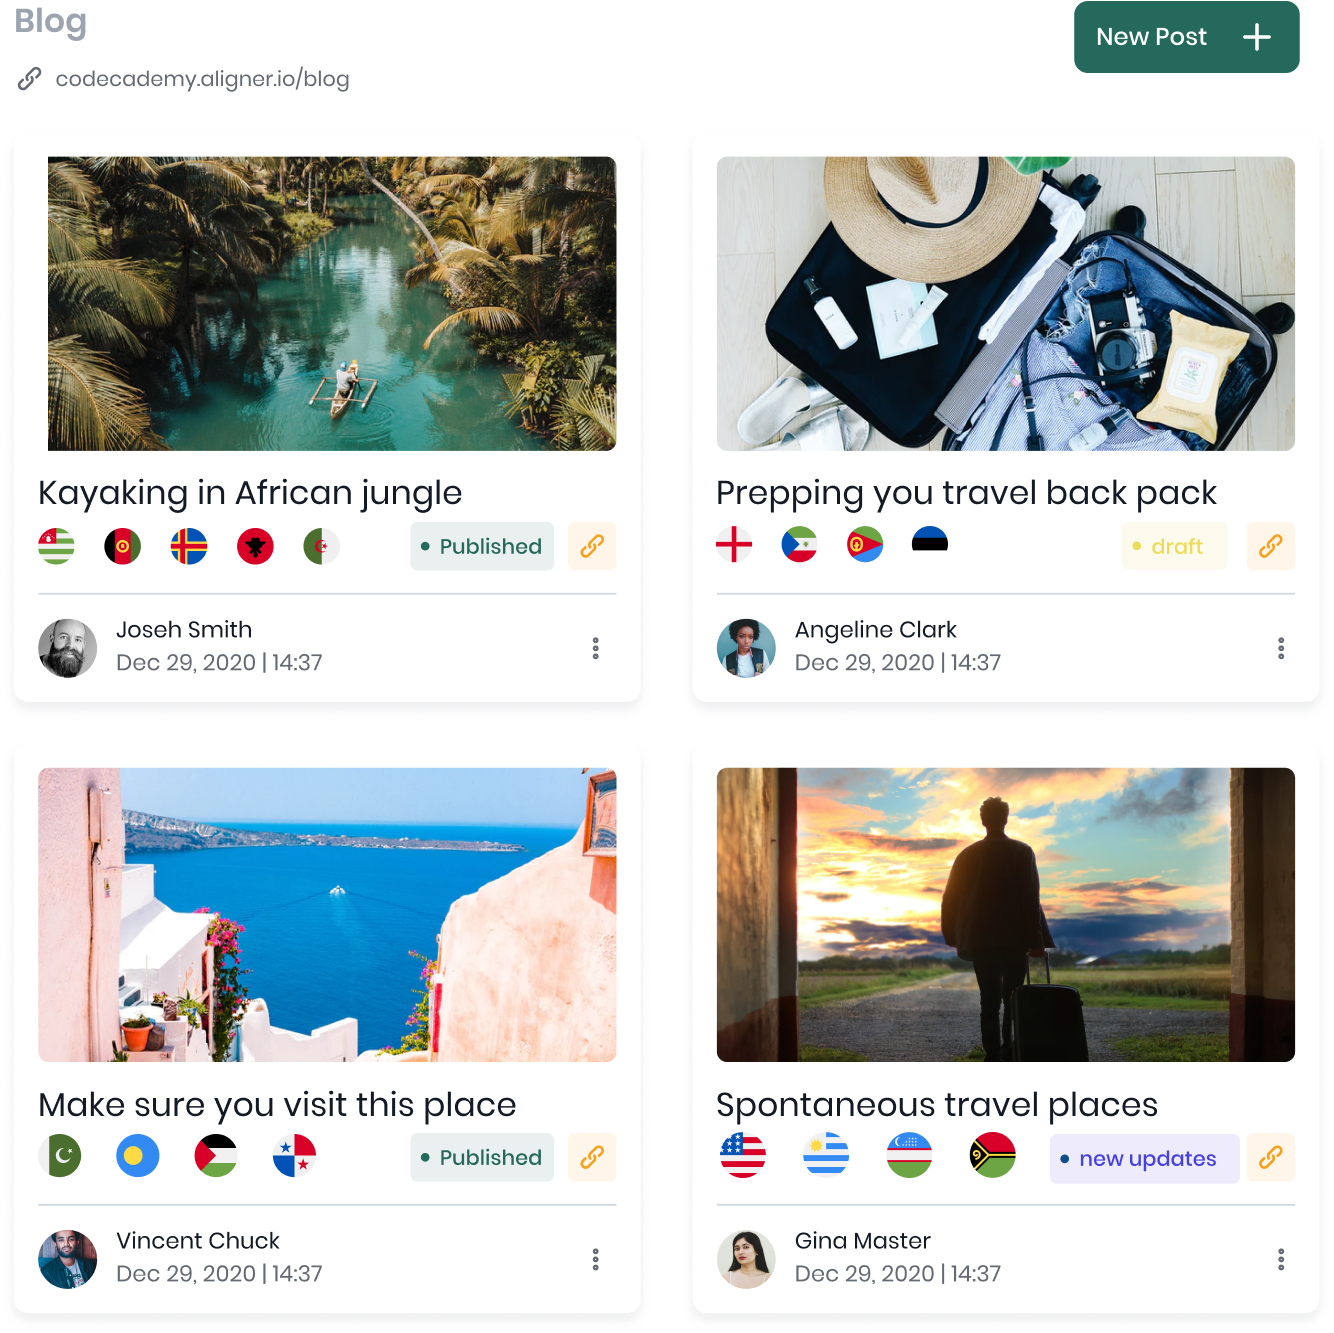 Blog
New Post
codecademy.aligner.io/blog
Kayaking in African jungle
Published
Joseh Smith
Dec 29, 2020 | 14:37
Prepping you travel back pack
draft
Angeline Clark
Dec 29, 2020 | 14:37
Make sure you visit this place
Published
Vincent Chuck
Dec 29, 2020 | 14:37
Spontaneous travel places
new updates
Gina Master
Dec 29, 2020 | 14:37